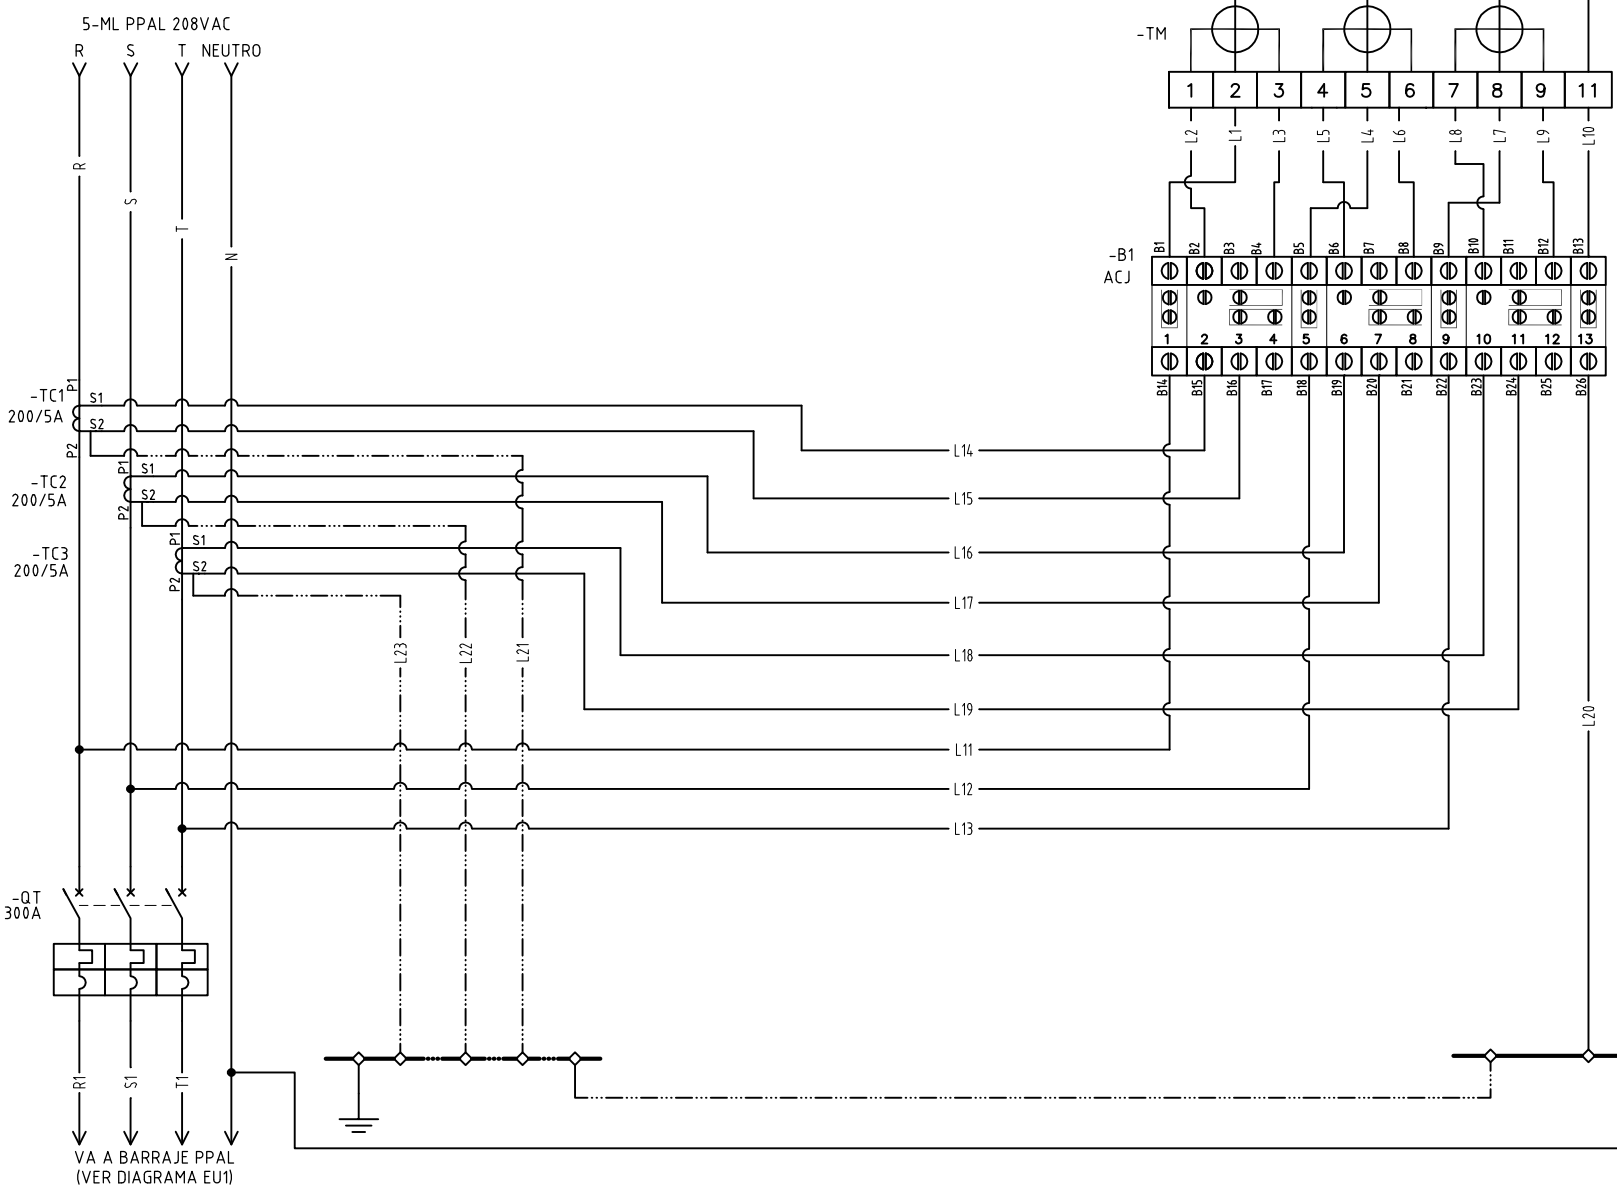 5-ML PPAL 208VAC
R S T NEUTRO
R
S
T
N
-TM
1 2 3 4 5 6 7 8 9 11
L2 L1 L3 L5 L4 L6 L8 L7 L9 L10
-B1
ACJ
B1 B2 B3 B4 B5 B6 B7 B8 B9 B10 B11 B12 B13
1 2 3 4 5 6 7 8 9 10 11 12 13
B14 B15 B16 B17 B18 B19 B20 B21 B22 B23 B24 B25 B26
-TC1
200/5A
P1
S1
S2
P2
L14
-TC2
200/5A
P1
S1
S2
P2
L15
-TC3
200/5A
P1
S1
S2
P2
L16
L17
L23 L22 L21
L18
L19
L20
L11
L12
L13
-QT
300A
R1 S1 T1
VA A BARRAJE PPAL
(VER DIAGRAMA EU1)